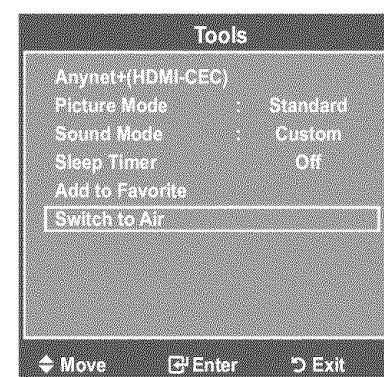 Tools
Anynet+(HDMI-CEC)
Picture Mode : Standard
Sound Mode : Custom
Sleep Timer Off
Add to Favorite
Switch to Air
Move Enter Exit